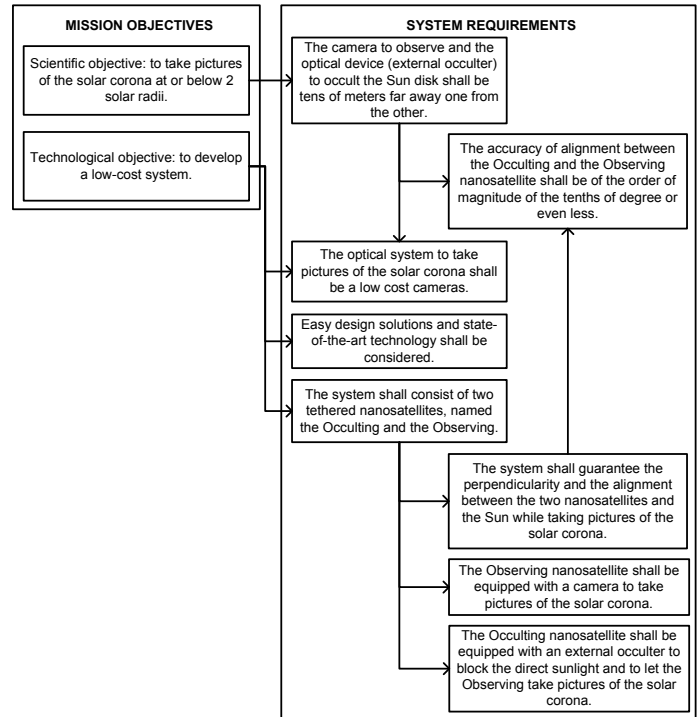 MISSION OBJECTIVES
Scientific objective: to take pictures
of the solar corona at or below 2
solar radii.
Technological objective: to develop
a low-cost system.
SYSTEM REQUIREMENTS
The camera to observe and the
optical device (external occulter)
to occult the Sun disk shall be
tens of meters far away one from
the other.
The accuracy of alignment between
the Occulting and the Observing
nanosatellite shall be of the order of
magnitude of the tenths of degree or
even less.
The optical system to take
pictures of the solar corona shall
be a low cost cameras.
Easy design solutions and state-
of-the-art technology shall be
considered.
The system shall consist of two
tethered nanosatellites, named
the Occulting and the Observing.
The system shall guarantee the
perpendicularity and the alignment
between the two nanosatellites and
the Sun while taking pictures of the
solar corona.
The Observing nanosatellite shall be
equipped with a camera to take
pictures of the solar corona.
The Occulting nanosatellite shall be
equipped with an external occulter to
block the direct sunlight and to let the
Observing take pictures of the solar
corona.